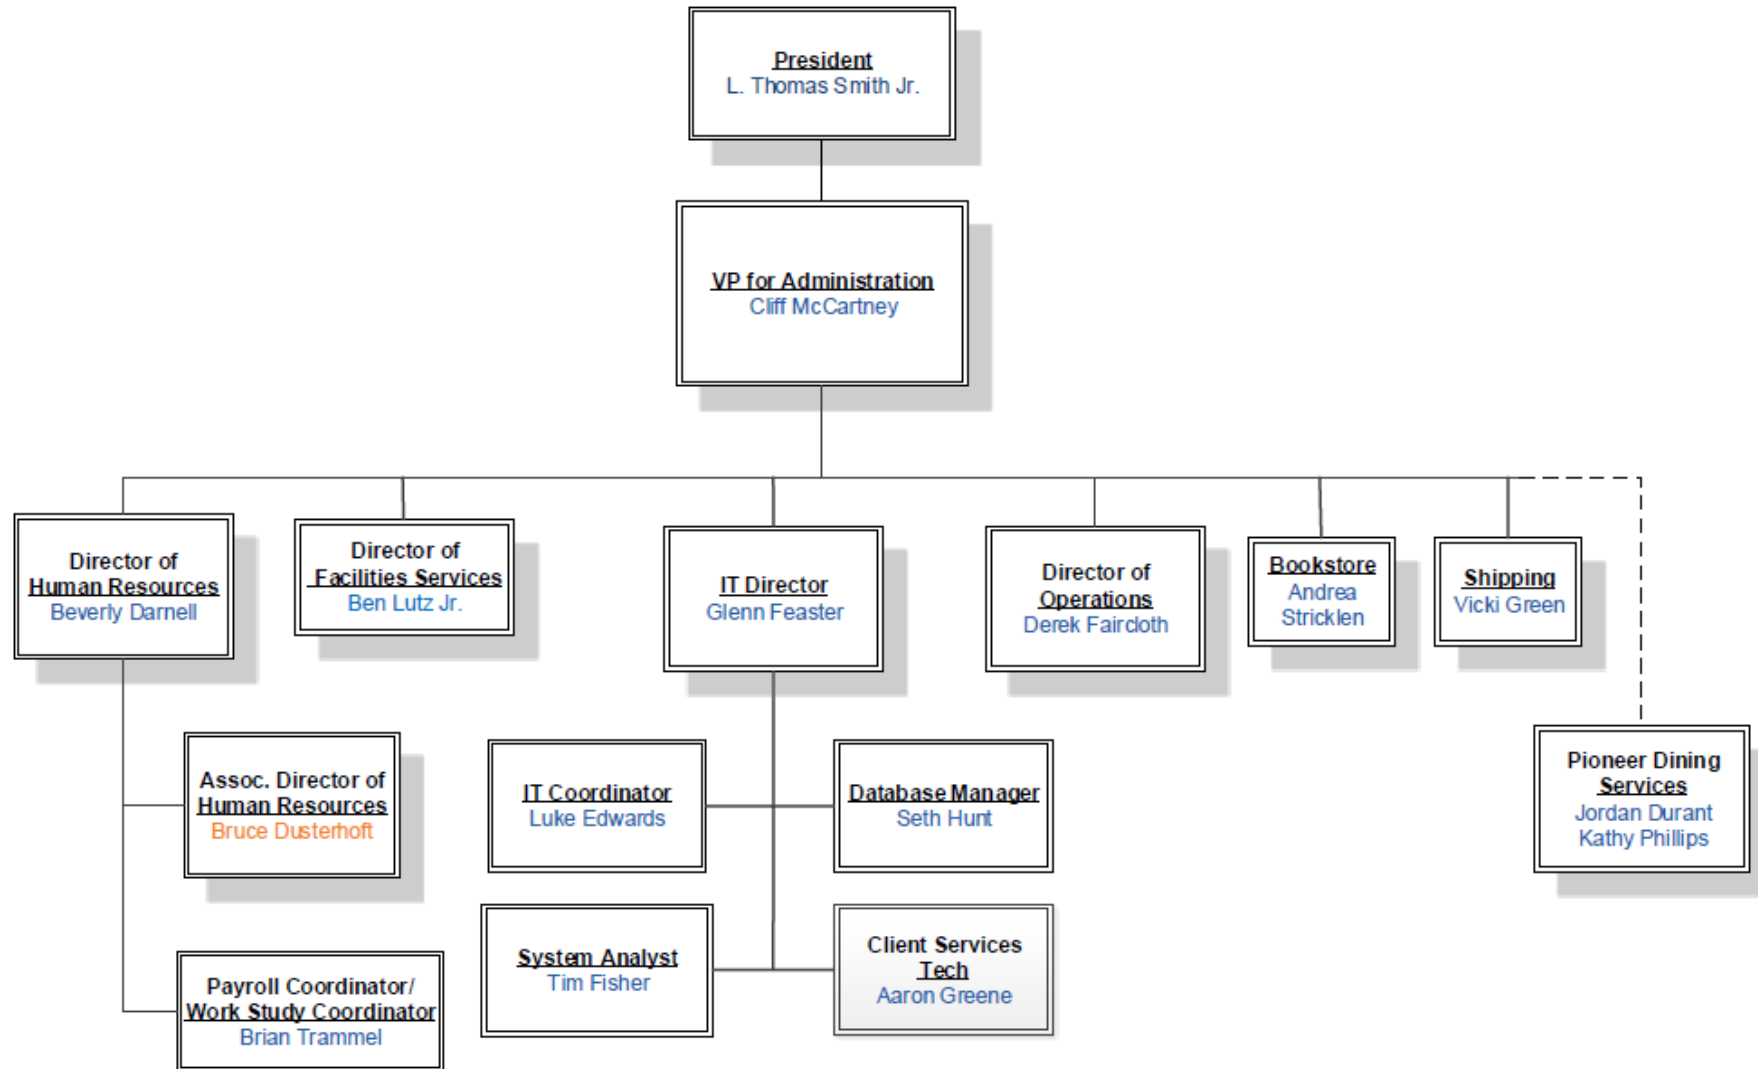 President
L. Thomas Smith Jr.
VP for Administration
Cliff McCartney
Director of
Human Resources
Beverly Darnell
Director of
Facilities Services
Ben Lutz Jr.
IT Director
Glenn Feaster
Director of
Operations
Derek Faircloth
Bookstore
Andrea
Stricklen
Shipping
Vicki Green
Assoc. Director of
Human Resources
Bruce Dusterhoft
IT Coordinator
Luke Edwards
Database Manager
Seth Hunt
Pioneer Dining
Services
Jordan Durant
Kathy Phillips
Payroll Coordinator/
Work Study Coordinator
Brian Trammel
System Analyst
Tim Fisher
Client Services
Tech
Aaron Greene